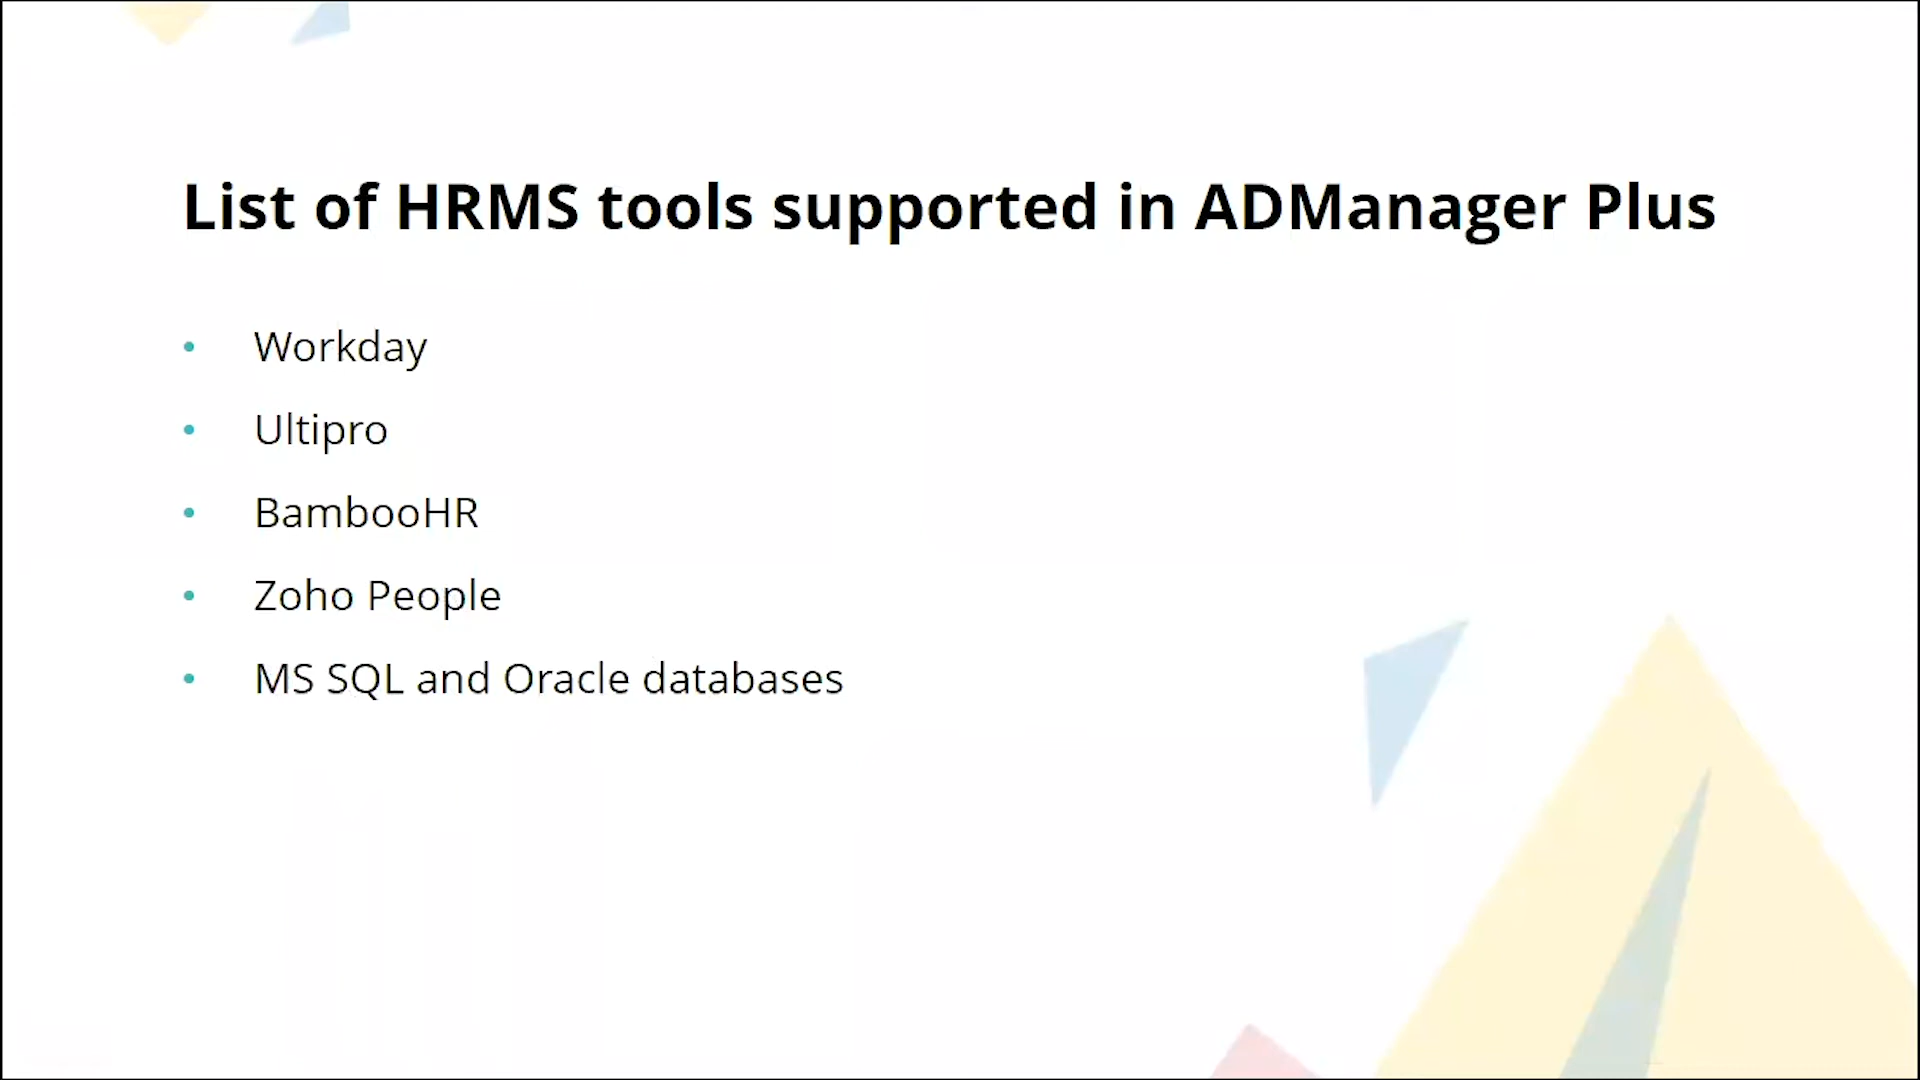 List of HRMS tools supported in ADManager Plus
• Workday
• Ultipro
• BambooHR
• Zoho People
• MS SQL and Oracle databases